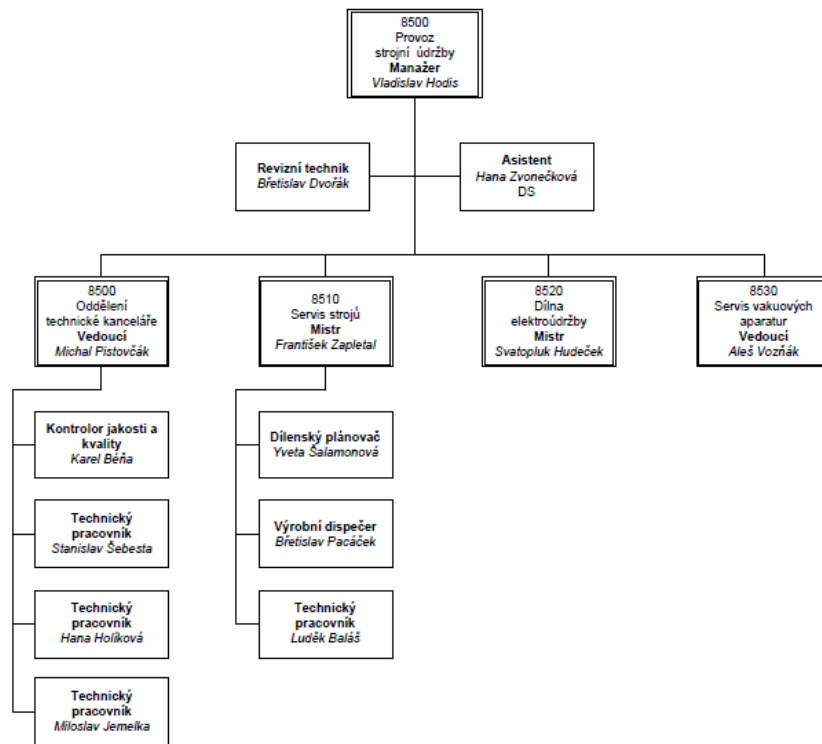 8500
Provoz
strojní údržby
Manažer
Vladislav Hodis
Revizní technik
Břetislav Dvořák
Asistent
Hana Zvonečková
DS
8500
Oddělení
technické kanceláře
Vedoucí
Michal Pistovčák
8510
Servis strojů
Mistr
František Zapletal
8520
Dílna
elektroúdržby
Mistr
Svatopluk Hudeček
8530
Servis vakuových
aparatur
Vedoucí
Aleš Vozňák
Kontrolor jakosti a
kvality
Karel Béňa
Technický
pracovník
Stanislav Šebesta
Technický
pracovník
Hana Holíková
Technický
pracovník
Miloslav Jemelka
Dílenský plánovač
Yveta Šalamonová
Výrobní dispečer
Břetislav Pacáček
Technický
pracovník
Luděk Baláš